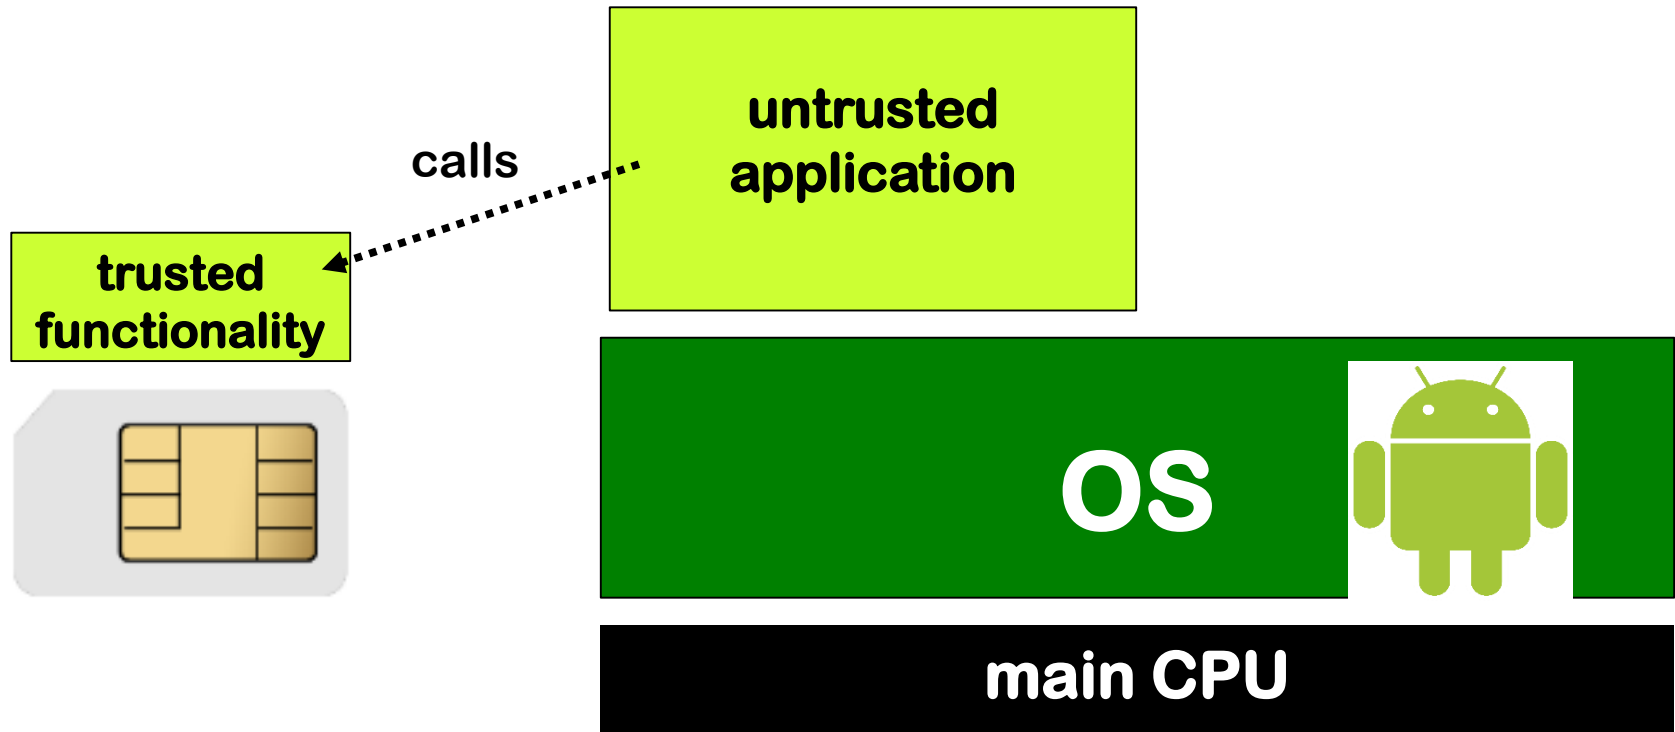 untrusted
application
calls
trusted
functionality
OS
main CPU